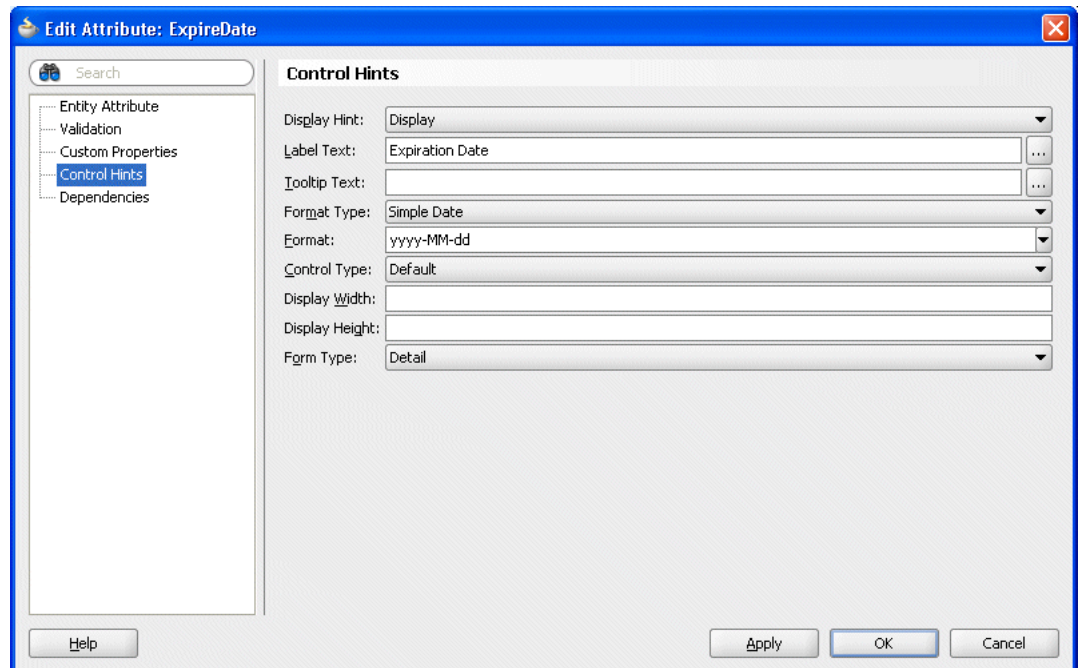 Edit Attribute: ExpireDate
Search
Entity Attribute
Validation
Custom Properties
Control Hints
Dependencies
Control Hints
Display Hint: Display
Label Text: Expiration Date ...
Tooltip Text: ...
Format Type: Simple Date
Format: yyyy-MM-dd
Control Type: Default
Display Width:
Display Height:
Form Type: Detail
Help Apply OK Cancel